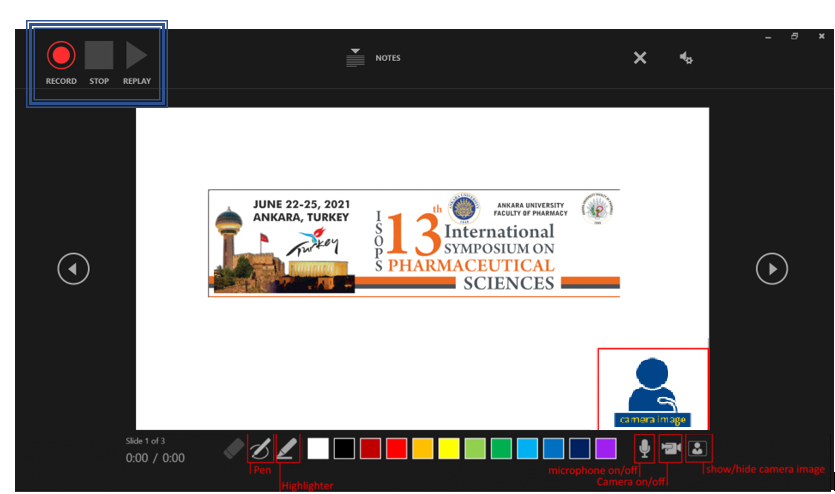 RECORD STOP REPLAY
NOTES
JUNE 22-25, 2021
ANKARA, TURKEY
Turkey
ISOPS
13th
ANKARA UNIVERSITY
FACULTY OF PHARMACY
International
SYMPOSIUM ON
PHARMACEUTICAL
SCIENCES
camera image
Slide 1 of 3
0:00 / 0:00
Pen
Highlighter
microphone on/off
Camera on/off
show/hide camera image